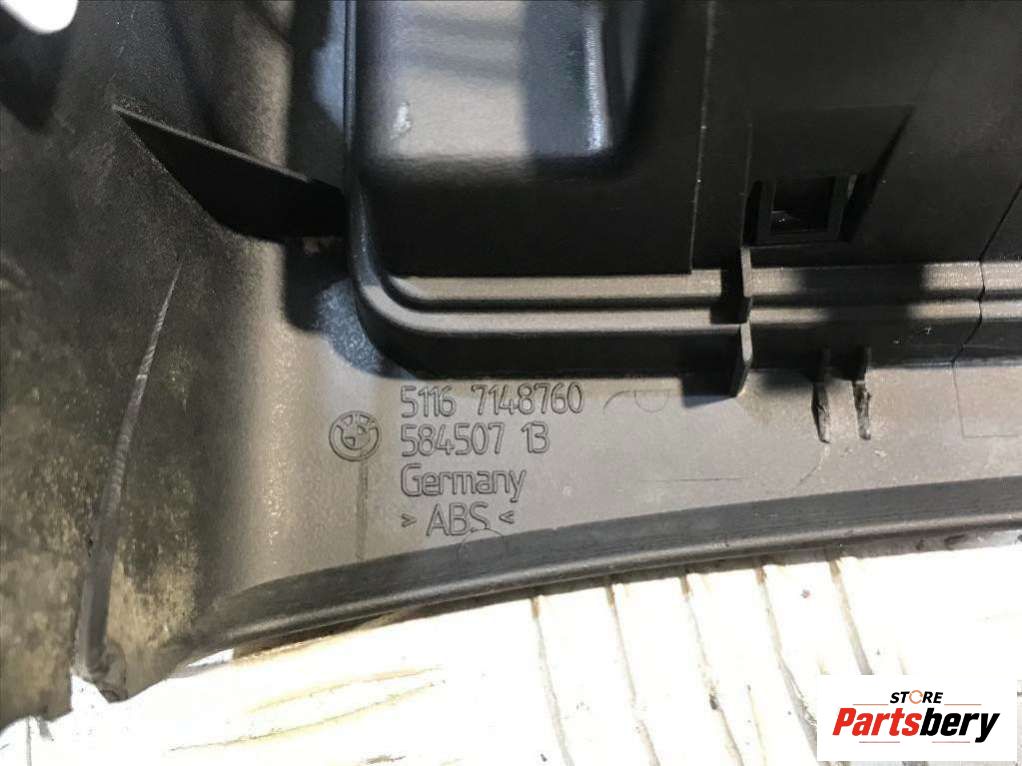 5116 7148760
584507 13
Germany
> ABS <
STORE
Partsbery